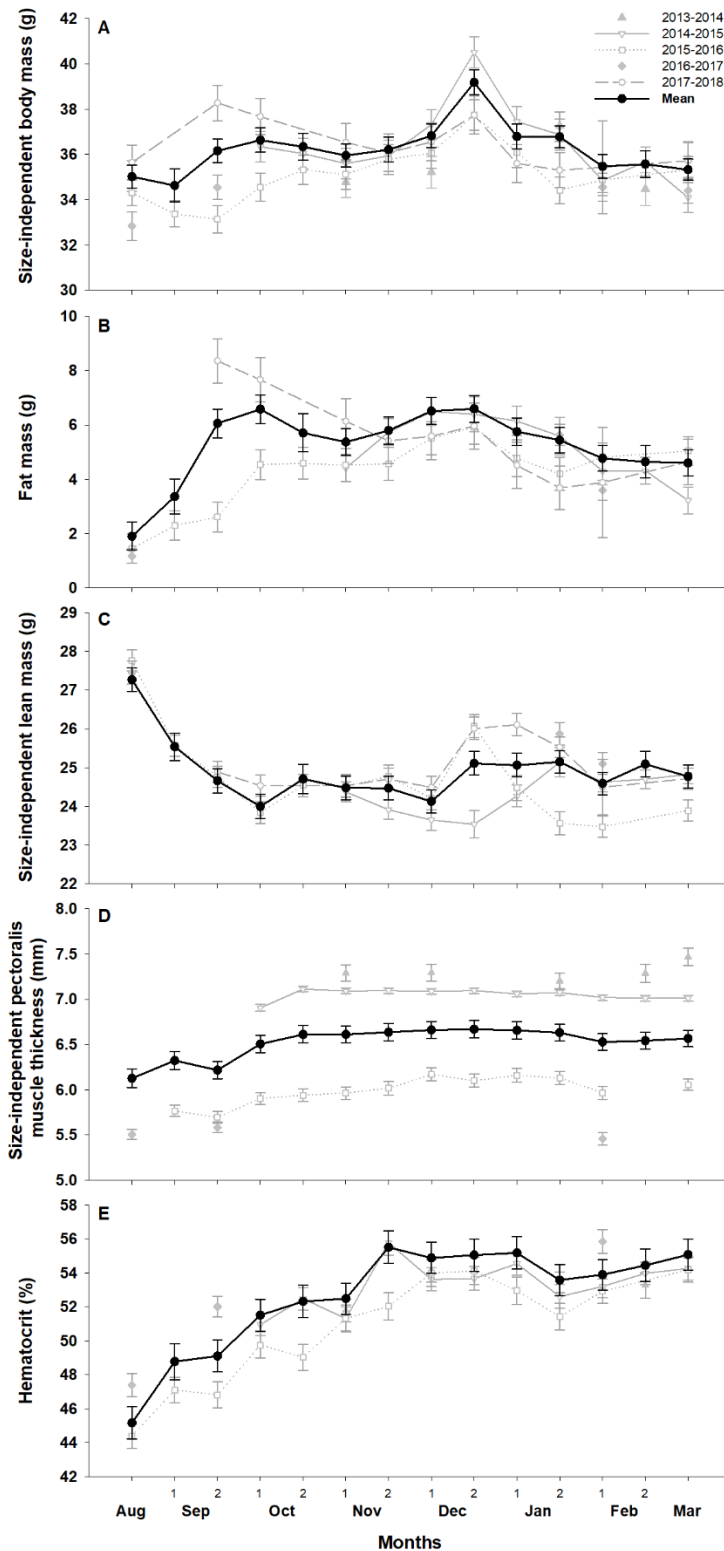 A
2013-2014
2014-2015
2015-2016
2016-2017
2017-2018
Mean
Size-independent body mass (g)
42
40
38
36
34
32
30
B
Fat mass (g)
10
8
6
4
2
0
C
Size-independent lean mass (g)
29
28
27
26
25
24
23
22
D
Size-independent pectoralis
muscle thickness (mm)
8.0
7.5
7.0
6.5
6.0
5.5
5.0
E
Hematocrit (%)
58
56
54
52
50
48
46
44
42
1 2 1 2 1 2 1 2 1 2 1 2
Aug Sep Oct Nov Dec Jan Feb Mar
Months